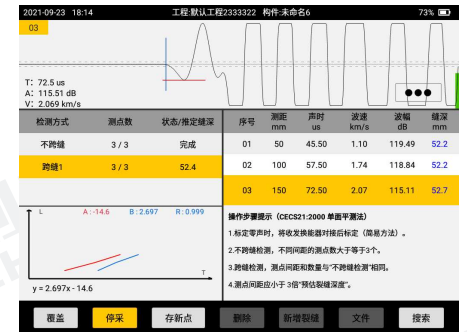 2021-09-23 18:14 工程:默认工程2333322 构件:未命名6 73%
03
T: 72.5 us
A: 115.51 dB
V: 2.069 km/s
检测方式 测点数 状态/推定缝深
不跨缝 3 / 3 完成
跨缝1 3 / 3 52.4
序号 测距 mm 声时 us 波速 km/s 波幅 dB 缝深 mm
01 50 45.50 1.10 119.49 52.2
02 100 57.50 1.74 118.84 52.2
03 150 72.50 2.07 115.11 52.7
L A:-14.6 B:2.697 R:0.999
T
y = 2.697x - 14.6
操作步骤提示（CECS21:2000 单面平测法）
1.标定零声时，将收发换能器对接后标定（简易方法）。
2.不跨缝检测，不同间距的测点数大于等于3个。
3.跨缝检测，测点间距和数量与"不跨缝检测"相同。
4.测点间距应小于 3倍"预估裂缝深度"。
覆盖 停采 存新点 删除 新增裂缝 文件 搜索